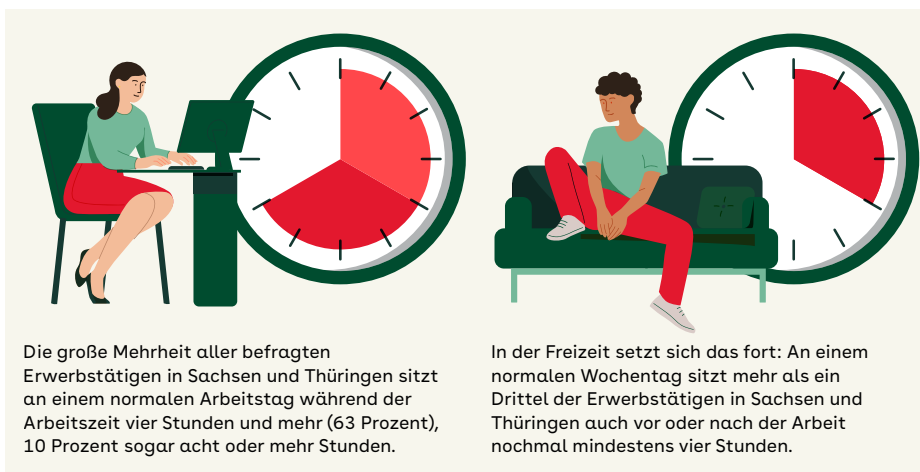 Die große Mehrheit aller befragten
Erwerbstätigen in Sachsen und Thüringen sitzt
an einem normalen Arbeitstag während der
Arbeitszeit vier Stunden und mehr (63 Prozent),
10 Prozent sogar acht oder mehr Stunden.
In der Freizeit setzt sich das fort: An einem
normalen Wochentag sitzt mehr als ein
Drittel der Erwerbstätigen in Sachsen und
Thüringen auch vor oder nach der Arbeit
nochmal mindestens vier Stunden.